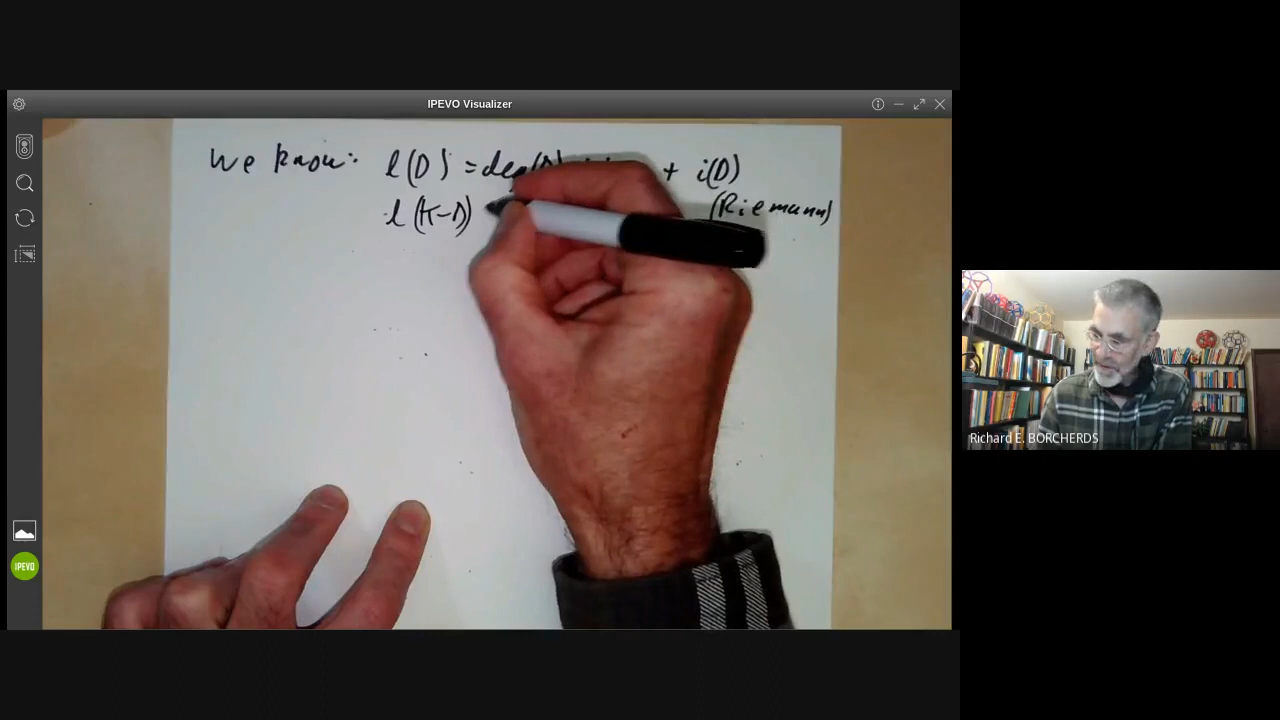 IPEVO Visualizer
We know: l(D) = deg(D) + i(D)
l(K-D) (Riemann)
IPEVO
Richard E. BORCHERDS